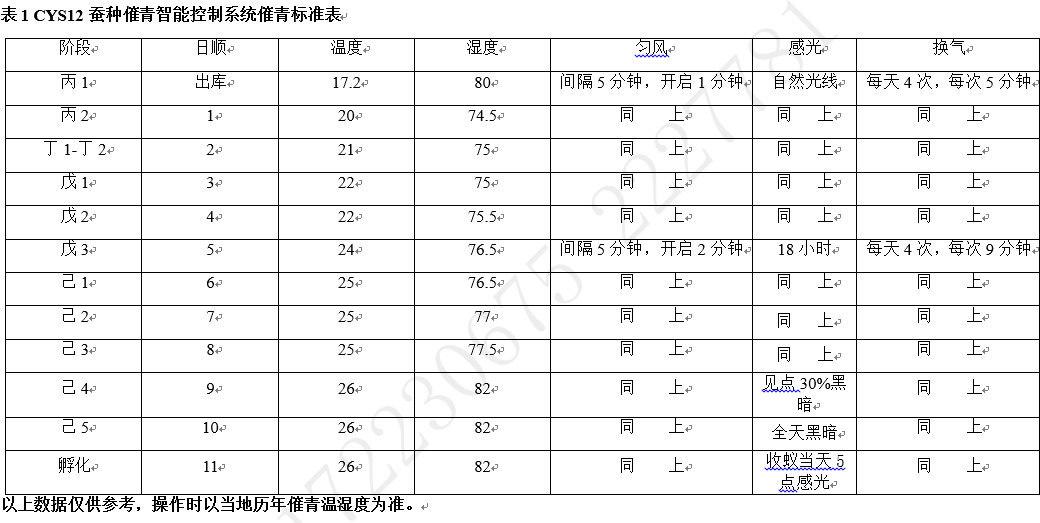 表1 CYS12 蚕种催青智能控制系统催青标准表
阶段 日顺 温度 湿度 匀风 感光 换气
丙1 出库 17.2 80 间隔5分钟，开启1分钟 自然光线 每天4次，每次5分钟
丙2 1 20 74.5 同 上 同 上 同 上
丁1-丁2 2 21 75 同 上 同 上 同 上
戊1 3 22 75 同 上 同 上 同 上
戊2 4 22 75.5 同 上 同 上 同 上
戊3 5 24 76.5 间隔5分钟，开启2分钟 18小时 每天4次，每次9分钟
己1 6 25 76.5 同 上 同 上 同 上
己2 7 25 77 同 上 同 上 同 上
己3 8 25 77.5 同 上 同 上 同 上
己4 9 26 82 同 上 见点30%黑暗 同 上
己5 10 26 82 同 上 全天黑暗 同 上
孵化 11 26 82 同 上 收蚁当天5点感光 同 上
以上数据仅供参考，操作时以当地历年催青温湿度为准。
17230675 2227781